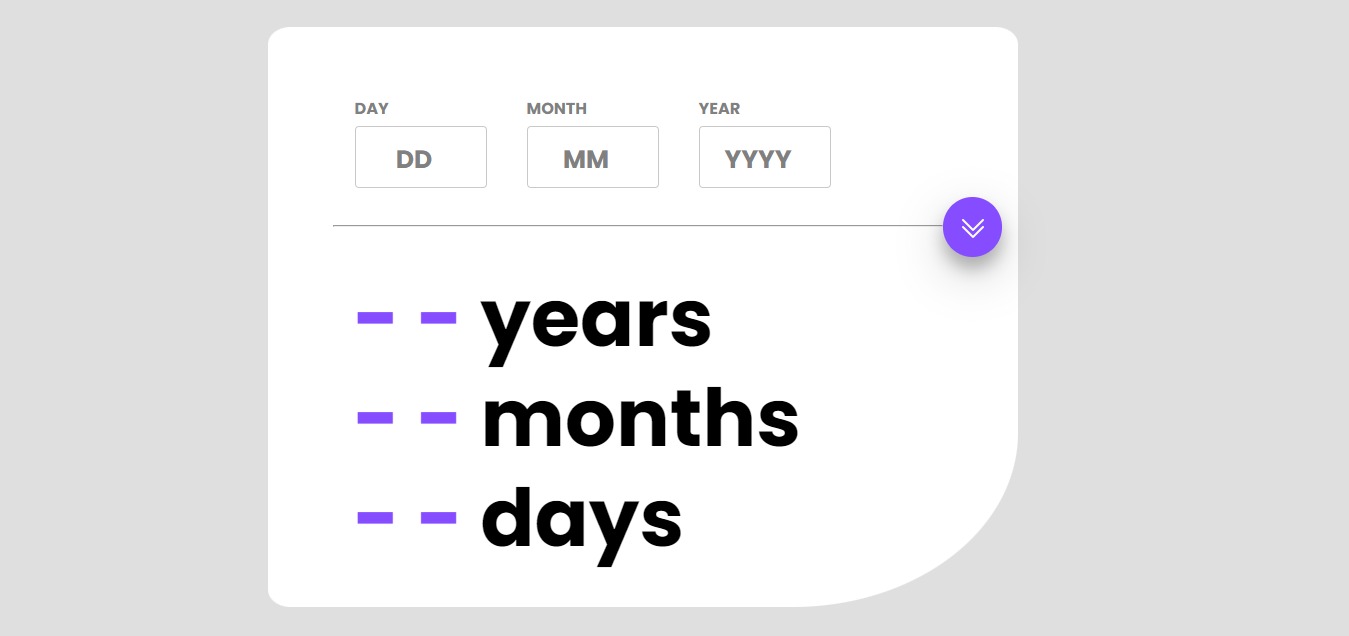 DAY MONTH YEAR
DD MM YYYY
- - years
- - months
- - days